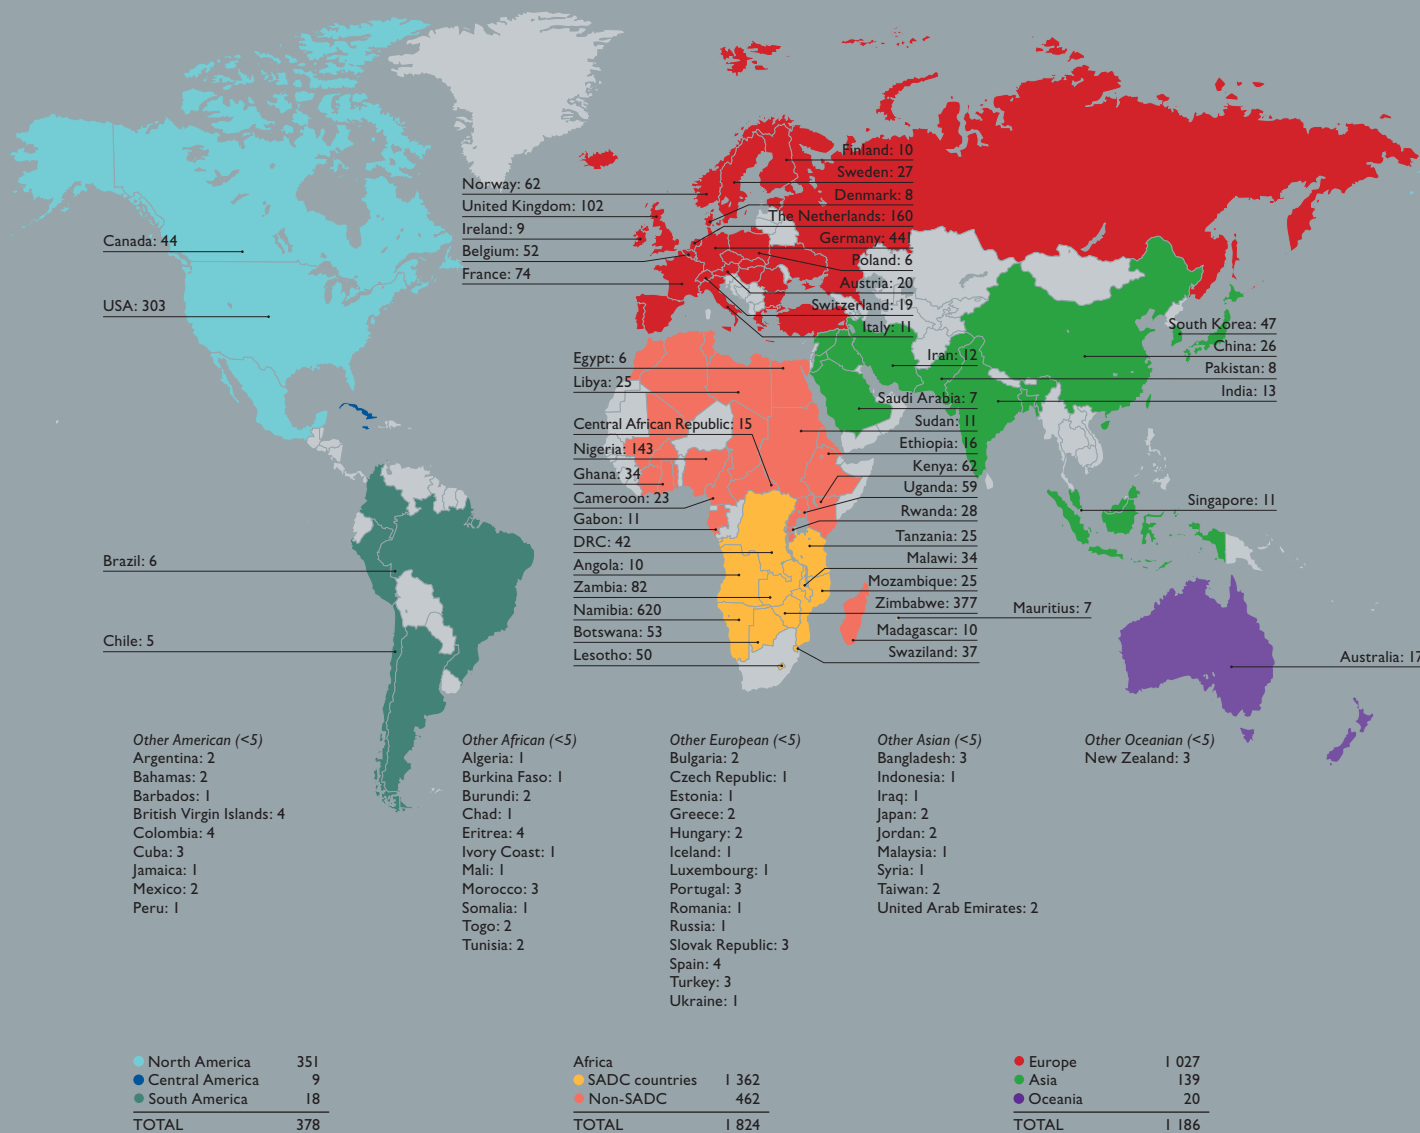 Canada: 44
USA: 303
Brazil: 6
Chile: 5
Norway: 62
United Kingdom: 102
Ireland: 9
Belgium: 52
France: 74
Finland: 10
Sweden: 27
Denmark: 8
The Netherlands: 160
Germany: 441
Poland: 6
Austria: 20
Switzerland: 19
Italy: 11
Egypt: 6
Libya: 25
Central African Republic: 15
Nigeria: 143
Ghana: 34
Cameroon: 23
Gabon: 11
DRC: 42
Angola: 10
Zambia: 82
Namibia: 620
Botswana: 53
Lesotho: 50
Iran: 12
Saudi Arabia: 7
Sudan: 11
Ethiopia: 16
Kenya: 62
Uganda: 59
Rwanda: 28
Tanzania: 25
Malawi: 34
Mozambique: 25
Zimbabwe: 377
Madagascar: 10
Swaziland: 37
Mauritius: 7
South Korea: 47
China: 26
Pakistan: 8
India: 13
Singapore: 11
Australia: 17
Other American (<5)
Argentina: 2
Bahamas: 2
Barbados: 1
British Virgin Islands: 4
Colombia: 4
Cuba: 3
Jamaica: 1
Mexico: 2
Peru: 1
Other African (<5)
Algeria: 1
Burkina Faso: 1
Burundi: 2
Chad: 1
Eritrea: 4
Ivory Coast: 1
Mali: 1
Morocco: 3
Somalia: 1
Togo: 2
Tunisia: 2
Other European (<5)
Bulgaria: 2
Czech Republic: 1
Estonia: 1
Greece: 2
Hungary: 2
Iceland: 1
Luxembourg: 1
Portugal: 3
Romania: 1
Russia: 1
Slovak Republic: 3
Spain: 4
Turkey: 3
Ukraine: 1
Other Asian (<5)
Bangladesh: 3
Indonesia: 1
Iraq: 1
Japan: 2
Jordan: 2
Malaysia: 1
Syria: 1
Taiwan: 2
United Arab Emirates: 2
Other Oceanian (<5)
New Zealand: 3
North America 351
Central America 9
South America 18
TOTAL 378
Africa
SADC countries 1 362
Non-SADC 462
TOTAL 1 824
Europe 1 027
Asia 139
Oceania 20
TOTAL 1 186